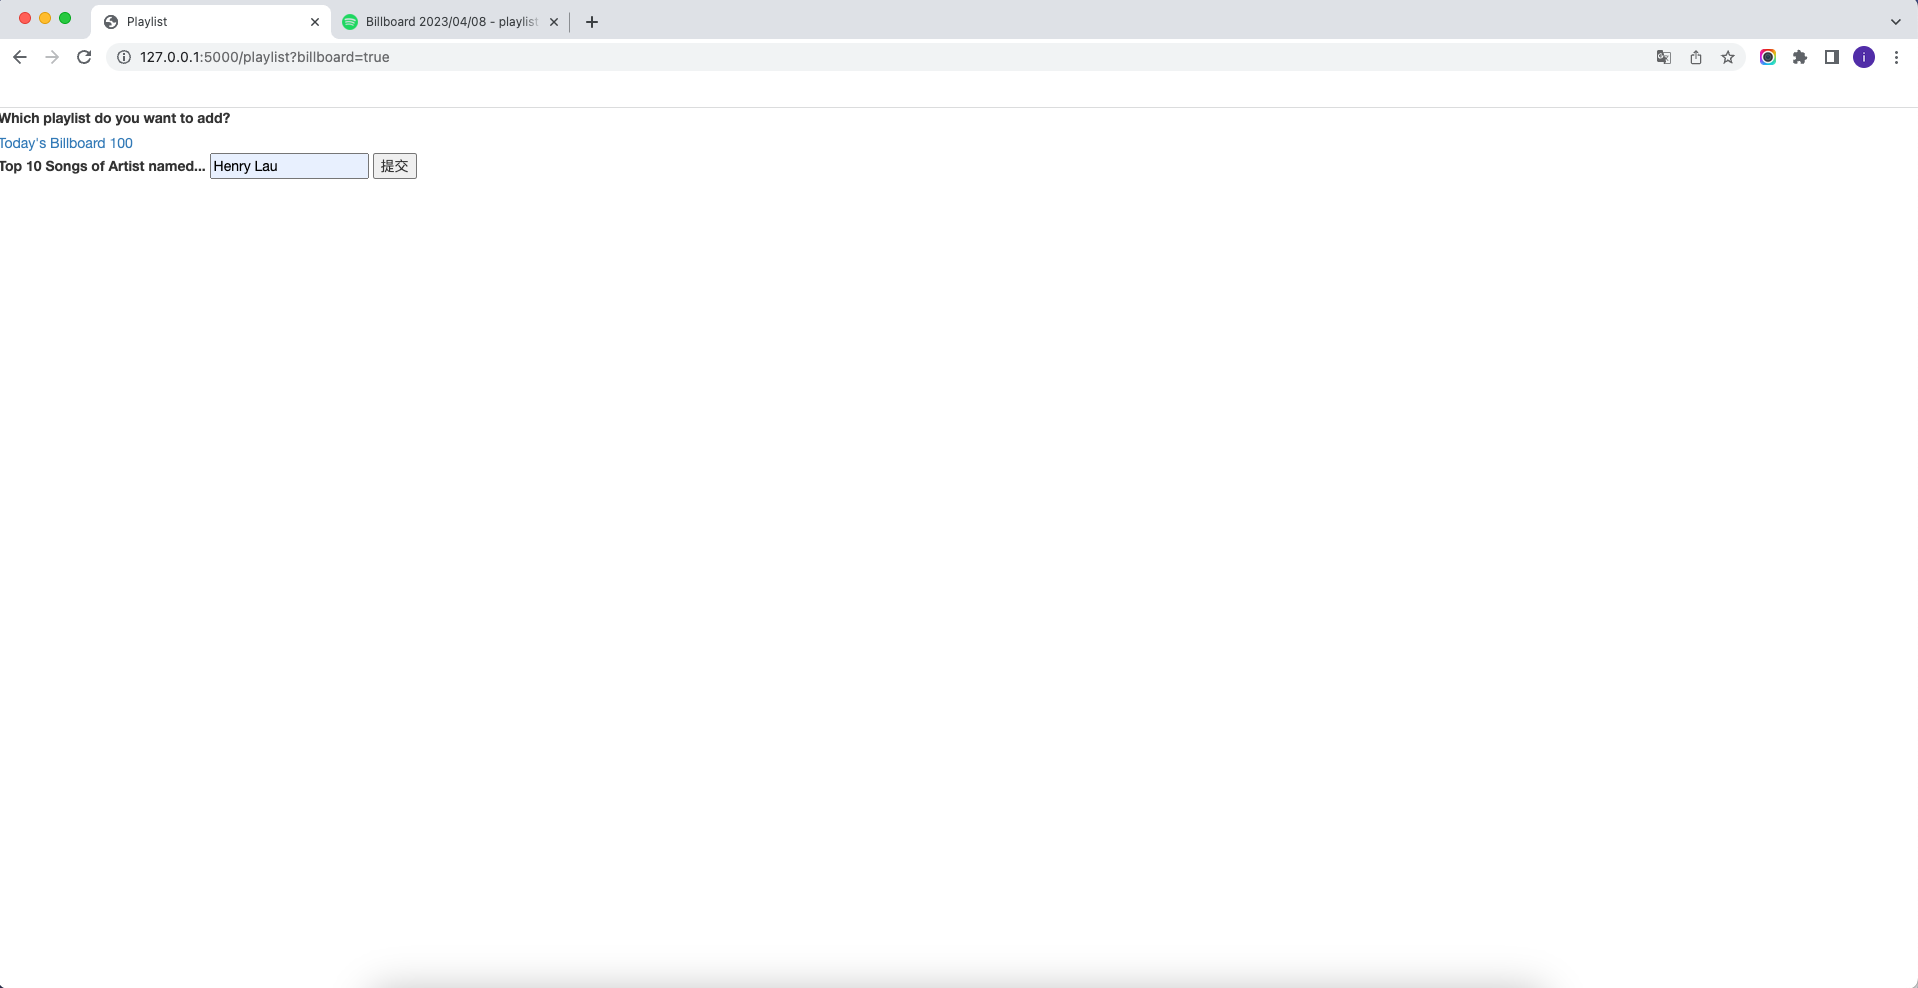 Playlist
Billboard 2023/04/08 - playlist
127.0.0.1:5000/playlist?billboard=true
i
Which playlist do you want to add?
Today's Billboard 100
Top 10 Songs of Artist named... Henry Lau 提交